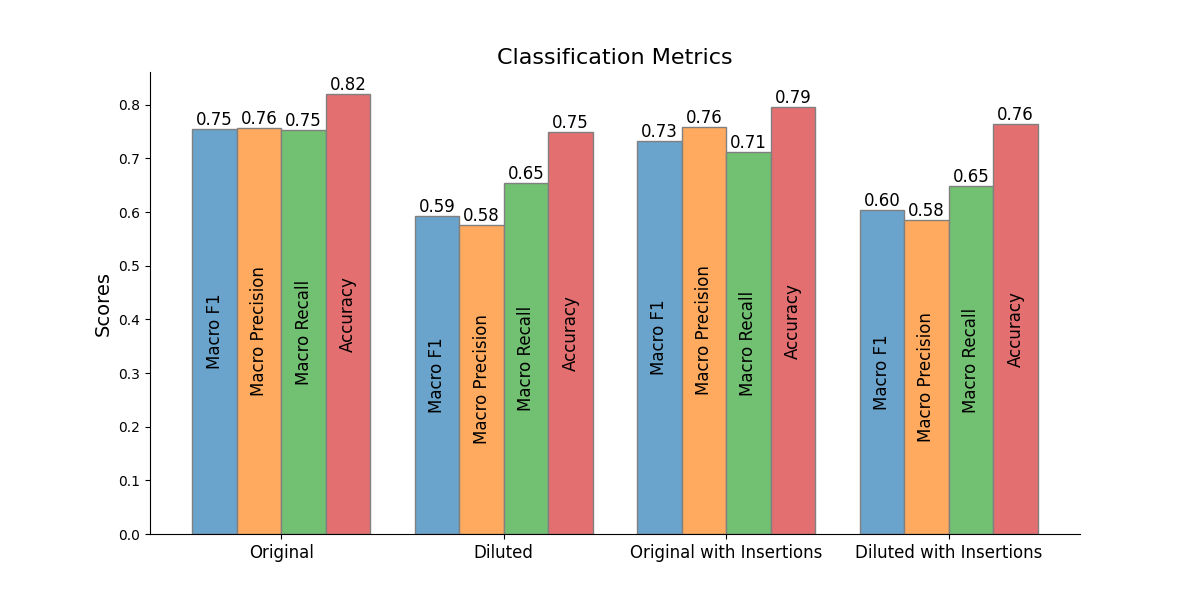 Classification Metrics
Scores
0.8
0.7
0.6
0.5
0.4
0.3
0.2
0.1
0.0
0.75
0.76
0.75
0.82
Macro F1
Macro Precision
Macro Recall
Accuracy
0.59
0.58
0.65
0.75
Macro F1
Macro Precision
Macro Recall
Accuracy
0.73
0.76
0.71
0.79
Macro F1
Macro Precision
Macro Recall
Accuracy
0.60
0.58
0.65
0.76
Macro F1
Macro Precision
Macro Recall
Accuracy
Original
Diluted
Original with Insertions
Diluted with Insertions